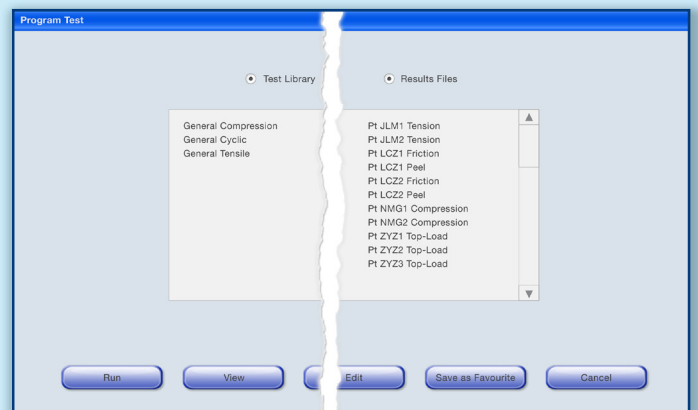 Program Test
Test Library
Results Files
General Compression
General Cyclic
General Tensile
Pt JLM1 Tension
Pt JLM2 Tension
Pt LCZ1 Friction
Pt LCZ1 Peel
Pt LCZ2 Friction
Pt LCZ2 Peel
Pt NMG1 Compression
Pt NMG2 Compression
Pt ZYZ1 Top-Load
Pt ZYZ2 Top-Load
Pt ZYZ3 Top-Load
Run
View
Edit
Save as Favourite
Cancel